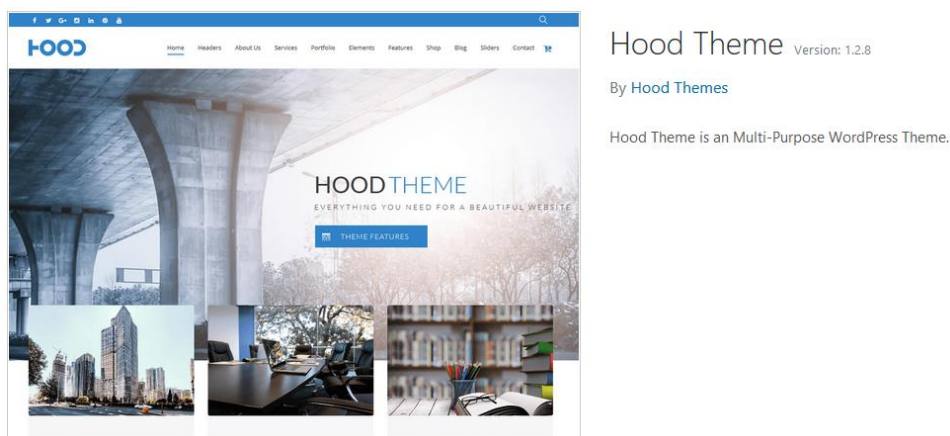 HOOD
Home Headers About Us Services Portfolio Elements Features Shop Blog Sliders Contact
HOOD THEME
EVERYTHING YOU NEED FOR A BEAUTIFUL WEBSITE
THEME FEATURES
Hood Theme Version: 1.2.8
By Hood Themes
Hood Theme is an Multi-Purpose WordPress Theme.